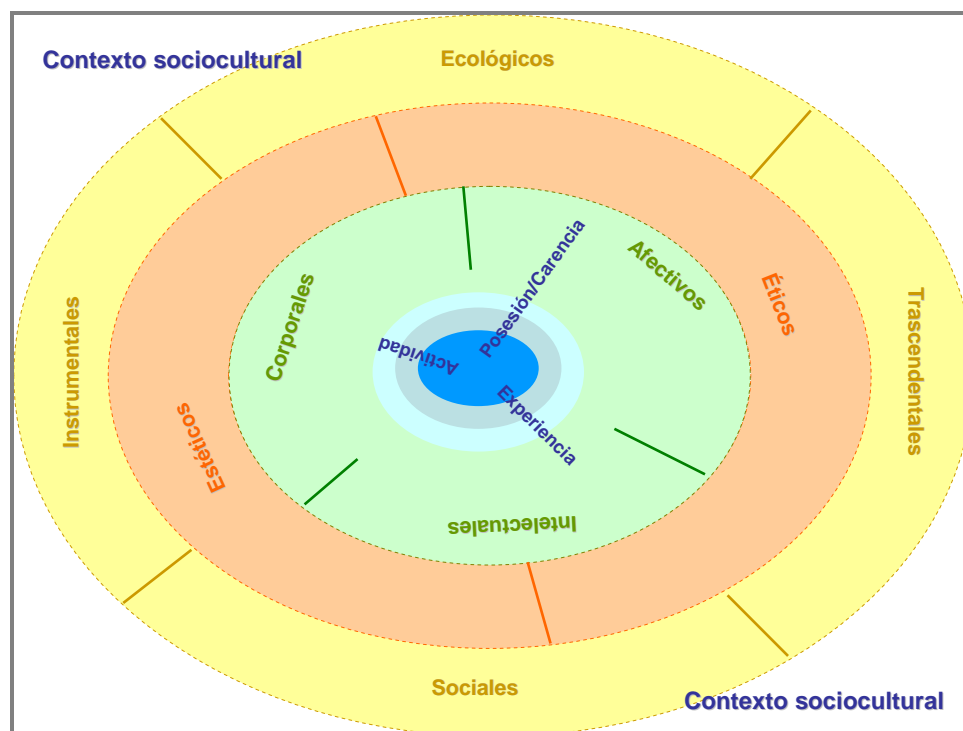 Contexto sociocultural
Ecológicos
Afectivos
Posesión/Carencia
Corporales
Éticos
Trascendentales
Instrumentales
Actividad
Experiencia
Estéticos
Intelectuales
Sociales
Contexto sociocultural